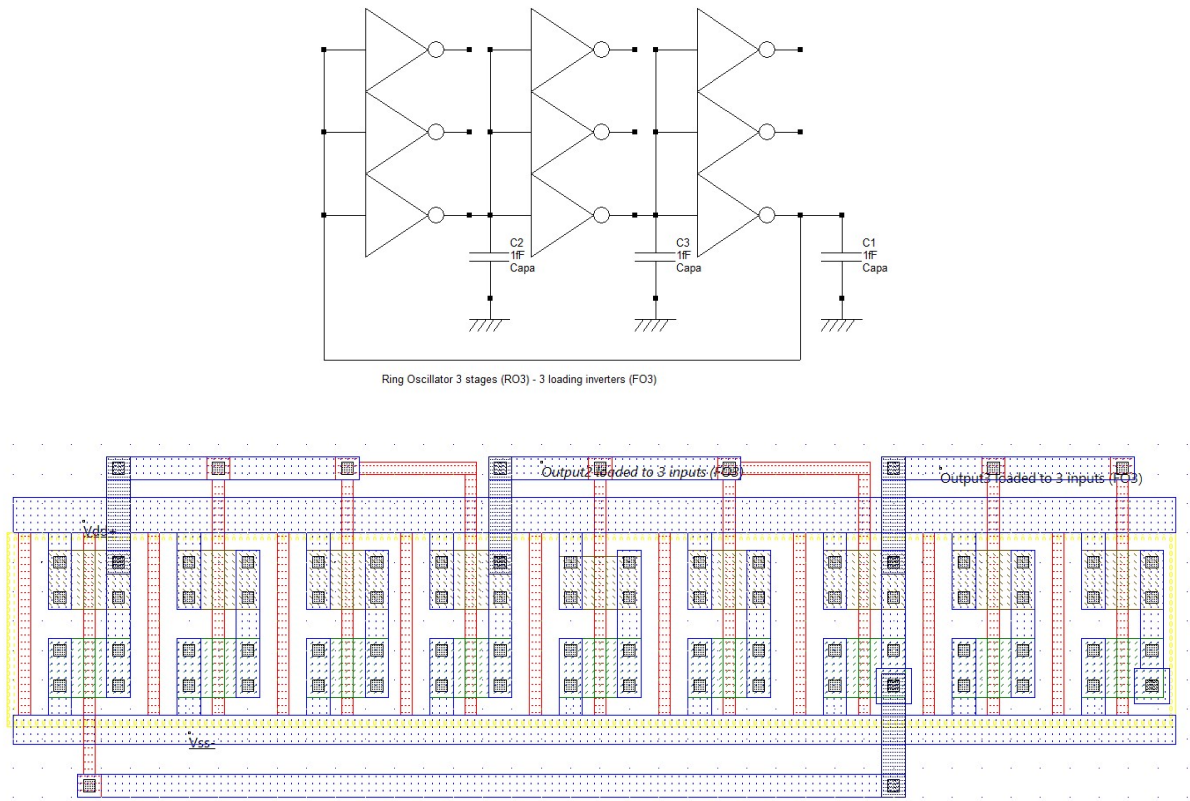 C2
1fF
Capa
C3
1fF
Capa
C1
1fF
Capa
Ring Oscillator 3 stages (RO3) - 3 loading inverters (FO3)
Output2 loaded to 3 inputs (FO3)
Output3 loaded to 3 inputs (FO3)
Vdd+
Vss-